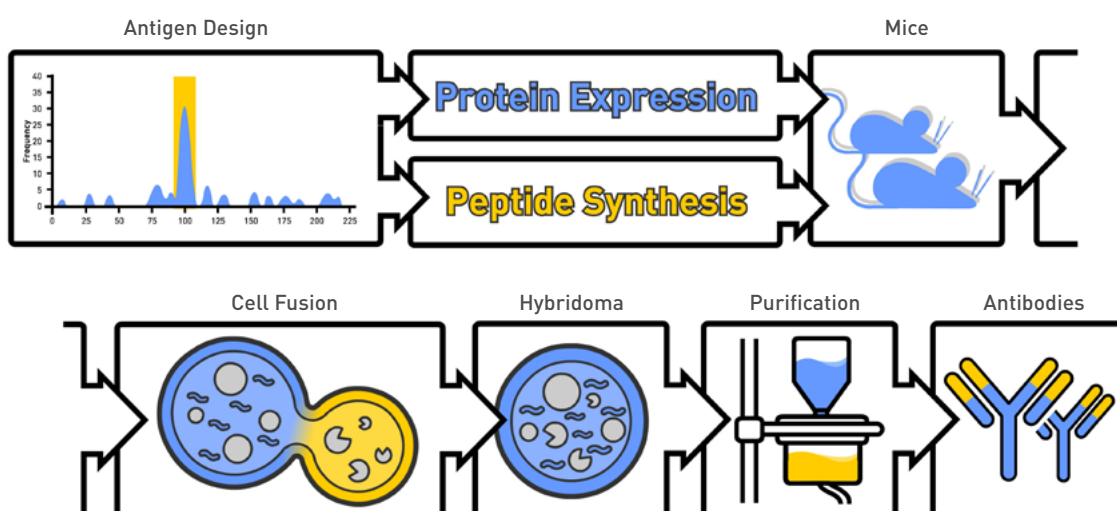 Antigen Design
Mice
Protein Expression
Peptide Synthesis
Frequency
40
35
30
25
20
15
10
5
0
0 25 50 75 100 125 150 175 200 225
Cell Fusion
Hybridoma
Purification
Antibodies